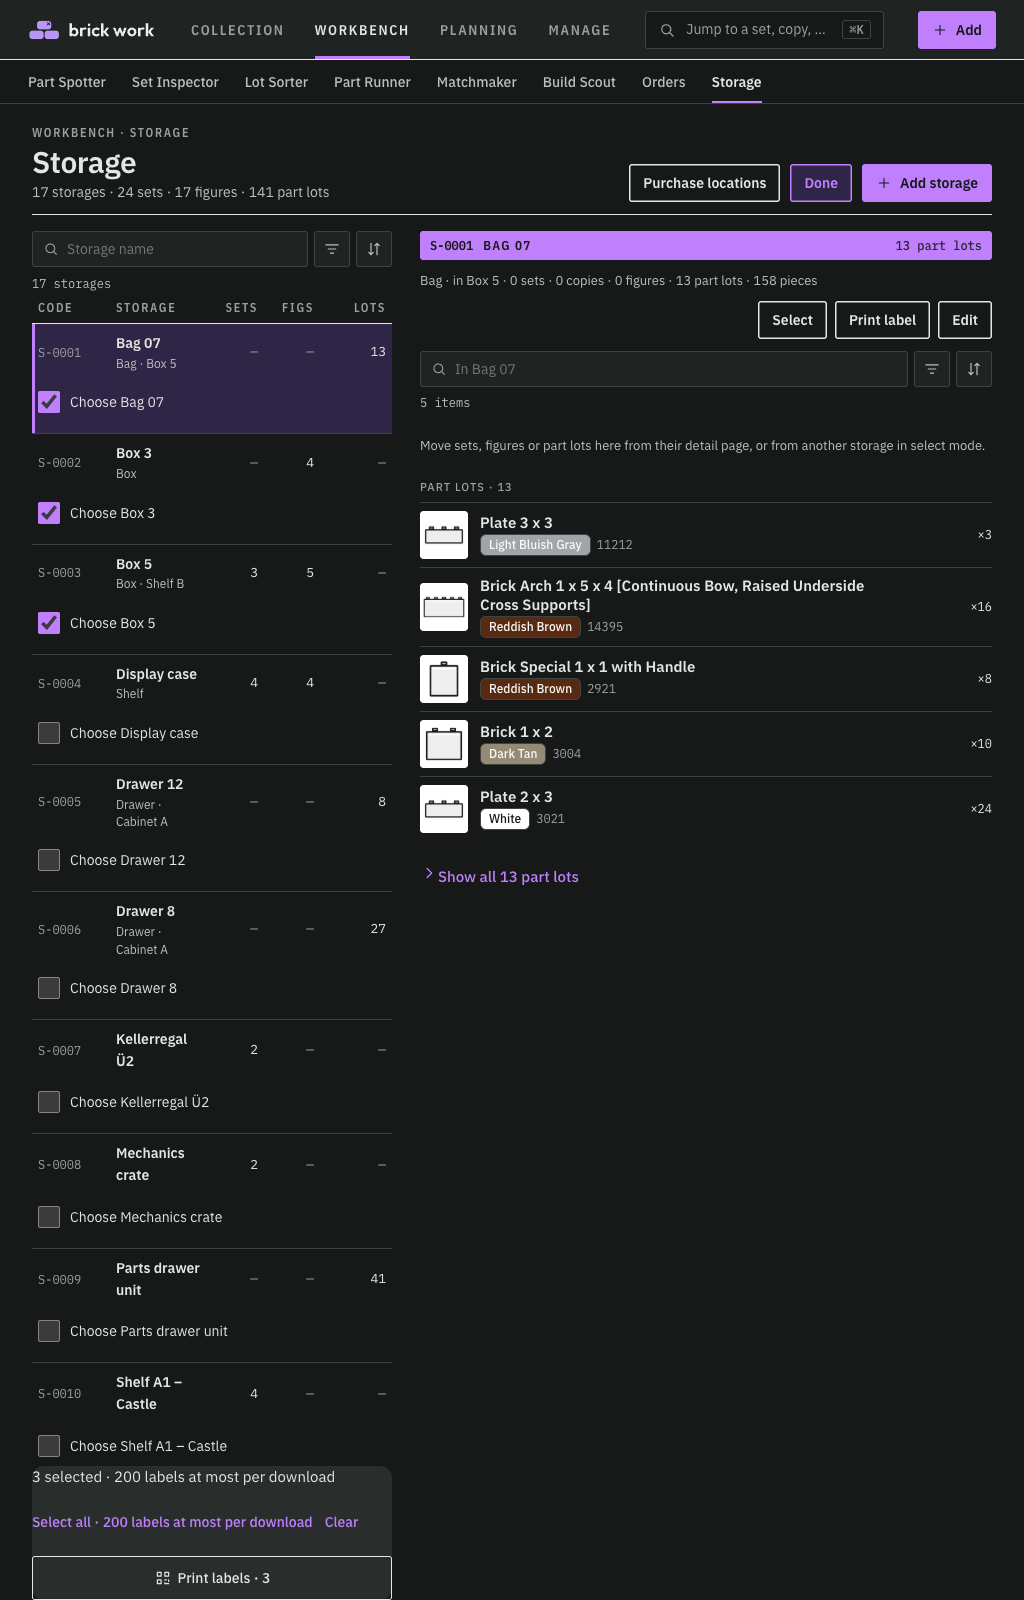 brick work
COLLECTION
WORKBENCH
PLANNING
MANAGE
Jump to a set, copy, ...
⌘K
+ Add
Part Spotter
Set Inspector
Lot Sorter
Part Runner
Matchmaker
Build Scout
Orders
Storage
WORKBENCH · STORAGE
Storage
17 storages · 24 sets · 17 figures · 141 part lots
Purchase locations
Done
+ Add storage
Storage name
17 storages
CODE STORAGE SETS FIGS LOTS
S-0001 Bag 07 – – 13
Bag · Box 5
Choose Bag 07
S-0002 Box 3 – 4 –
Box
Choose Box 3
S-0003 Box 5 3 5 –
Box · Shelf B
Choose Box 5
S-0004 Display case 4 4 –
Shelf
Choose Display case
S-0005 Drawer 12 – – 8
Drawer ·
Cabinet A
Choose Drawer 12
S-0006 Drawer 8 – – 27
Drawer ·
Cabinet A
Choose Drawer 8
S-0007 Kellerregal 2 – –
Ü2
Choose Kellerregal Ü2
S-0008 Mechanics 2 – –
crate
Choose Mechanics crate
S-0009 Parts drawer – – 41
unit
Choose Parts drawer unit
S-0010 Shelf A1 – 4 – –
Castle
Choose Shelf A1 – Castle
3 selected · 200 labels at most per download
Select all · 200 labels at most per download Clear
Print labels · 3
S-0001 BAG 07 13 part lots
Bag · in Box 5 · 0 sets · 0 copies · 0 figures · 13 part lots · 158 pieces
Select
Print label
Edit
In Bag 07
5 items
Move sets, figures or part lots here from their detail page, or from another storage in select mode.
PART LOTS · 13
Plate 3 x 3
Light Bluish Gray 11212 ×3
Brick Arch 1 x 5 x 4 [Continuous Bow, Raised Underside
Cross Supports]
Reddish Brown 14395 ×16
Brick Special 1 x 1 with Handle
Reddish Brown 2921 ×8
Brick 1 x 2
Dark Tan 3004 ×10
Plate 2 x 3
White 3021 ×24
Show all 13 part lots